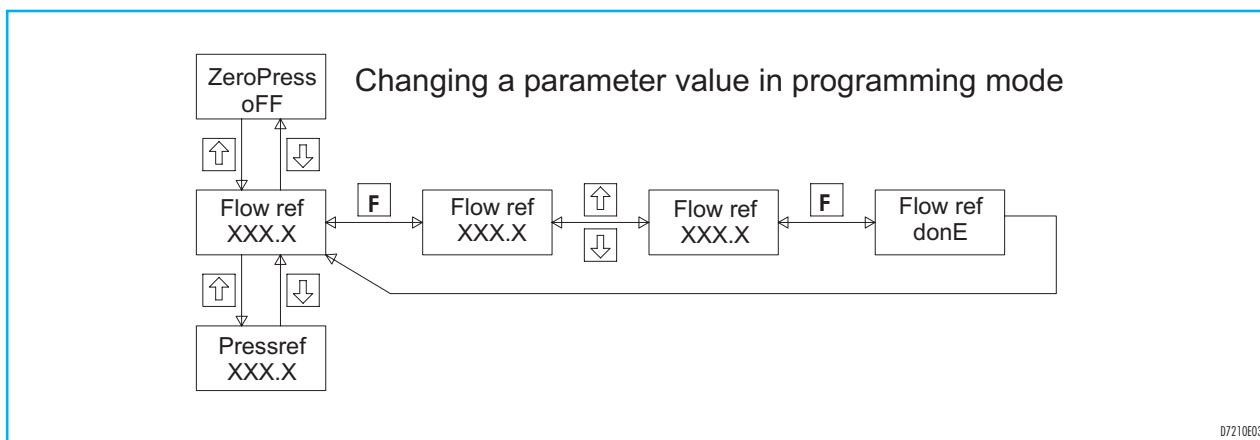 ZeroPress
oFF
Changing a parameter value in programming mode
Flow ref
XXX.X
F
Flow ref
XXX.X
Flow ref
XXX.X
F
Flow ref
donE
Pressref
XXX.X
D7210E03